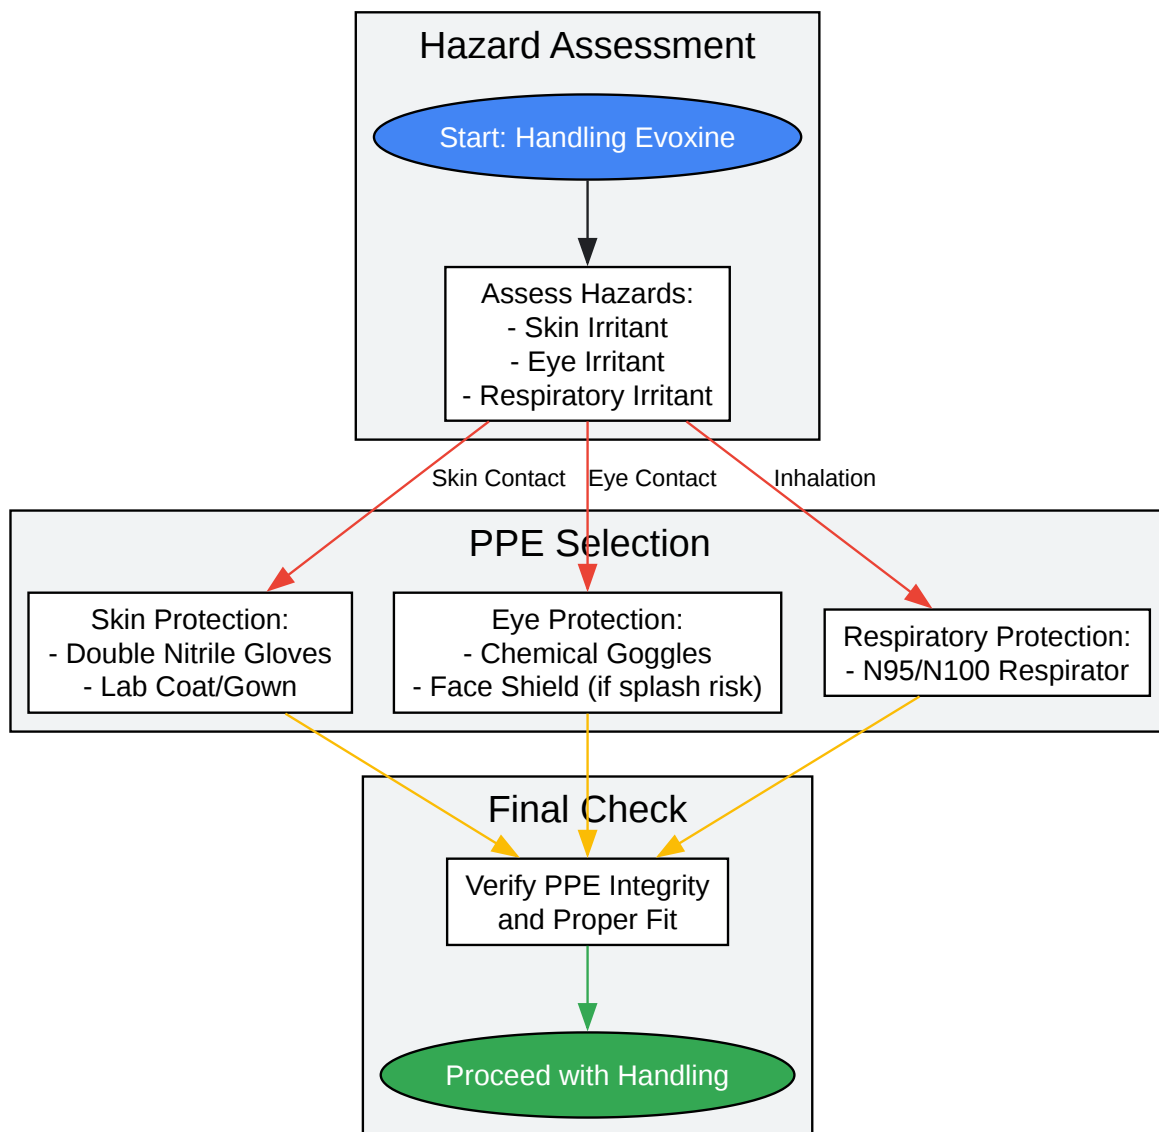 Hazard Assessment
Start: Handling Evoxine
Assess Hazards:
- Skin Irritant
- Eye Irritant
- Respiratory Irritant
Skin Contact
Eye Contact
Inhalation
PPE Selection
Skin Protection:
- Double Nitrile Gloves
- Lab Coat/Gown
Eye Protection:
- Chemical Goggles
- Face Shield (if splash risk)
Respiratory Protection:
- N95/N100 Respirator
Final Check
Verify PPE Integrity
and Proper Fit
Proceed with Handling